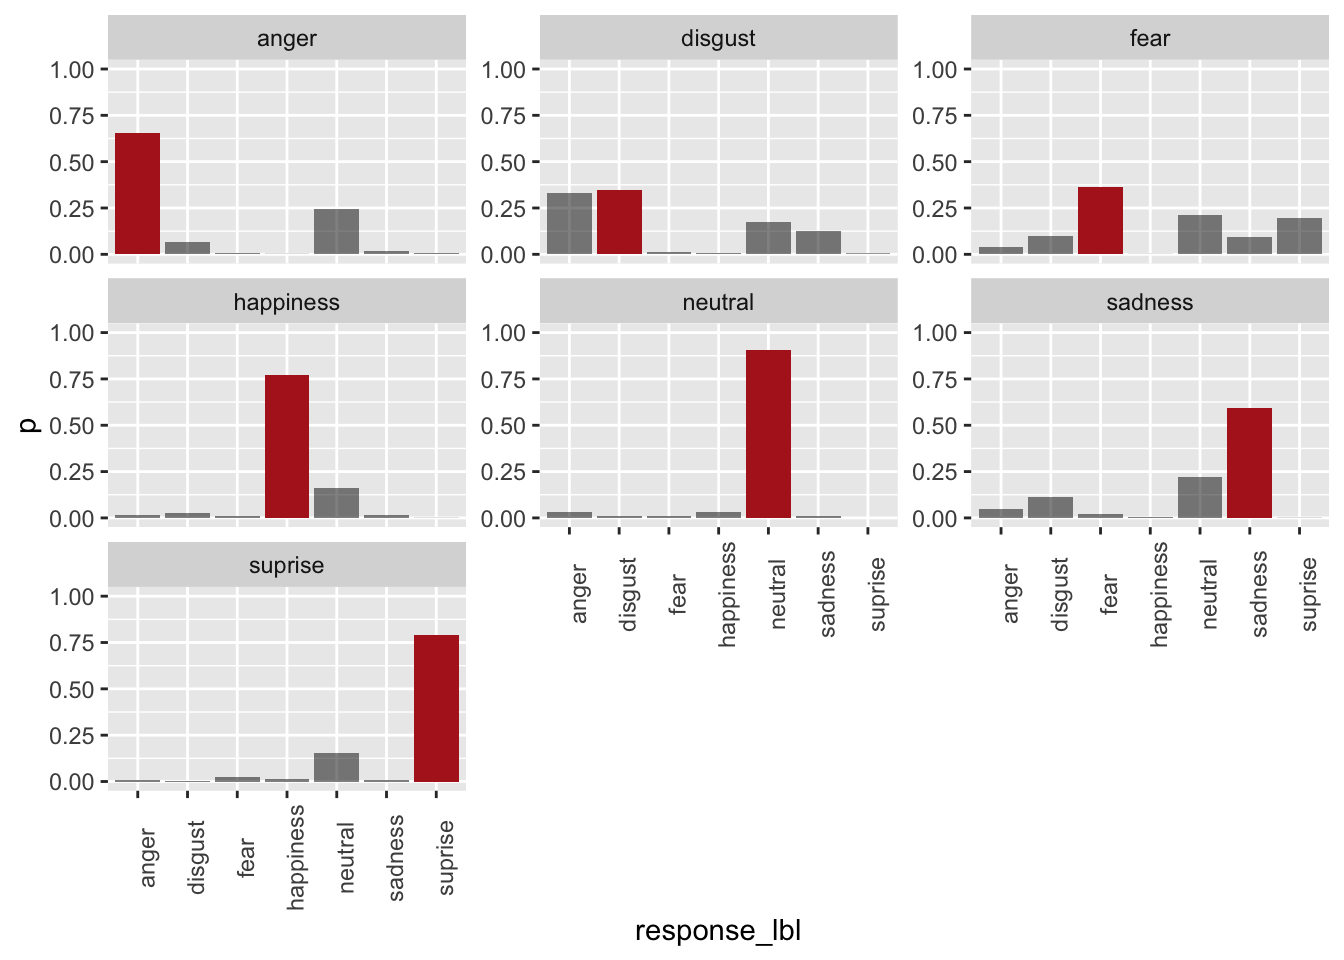 anger
disgust
fear
1.00
0.75
0.50
0.25
0.00
1.00
0.75
0.50
0.25
0.00
1.00
0.75
0.50
0.25
0.00
happiness
neutral
sadness
1.00
0.75
0.50
0.25
0.00
1.00
0.75
0.50
0.25
0.00
1.00
0.75
0.50
0.25
0.00
p
anger
disgust
fear
happiness
neutral
sadness
suprise
anger
disgust
fear
happiness
neutral
sadness
suprise
suprise
1.00
0.75
0.50
0.25
0.00
anger
disgust
fear
happiness
neutral
sadness
suprise
response_lbl